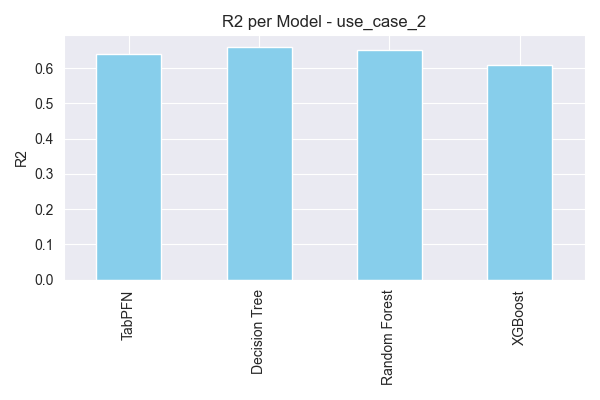 R2 per Model - use_case_2
R2
0.6
0.5
0.4
0.3
0.2
0.1
0.0
TabPFN
Decision Tree
Random Forest
XGBoost